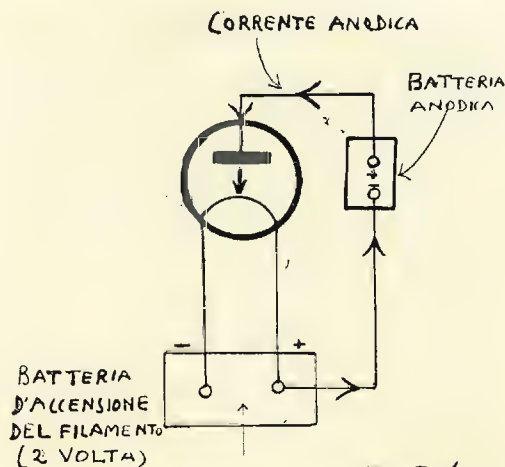 CORRENTE ANODICA
BATTERIA
ANODICA
+
−
− +
BATTERIA
D'ACCENSIONE
DEL FILAMENTO
(2 VOLTA)